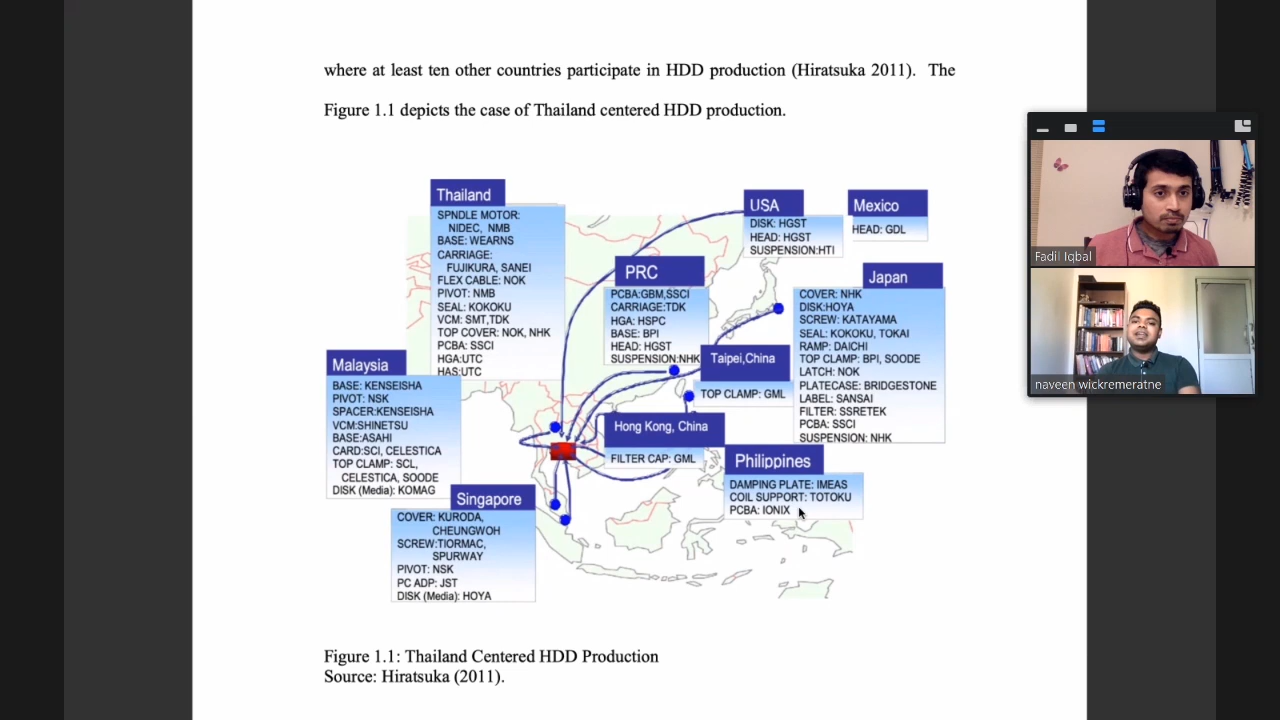 where at least ten other countries participate in HDD production (Hiratsuka 2011). The
Figure 1.1 depicts the case of Thailand centered HDD production.
Thailand
SPNDLE MOTOR:
NIDEC, NMB
BASE: WEARNS
CARRIAGE:
FUJIKURA, SANEI
FLEX CABLE: NOK
PIVOT: NMB
SEAL: KOKOKU
VCM: SMT,TDK
TOP COVER: NOK, NHK
PCBA: SSCI
HGA:UTC
HAS:UTC
USA
DISK: HGST
HEAD: HGST
SUSPENSION:HTI
Mexico
HEAD: GDL
PRC
PCBA:GBM,SSCI
CARRIAGE:TDK
HGA: HSPC
BASE: BPI
HEAD: HGST
SUSPENSION:NHK
Japan
COVER: NHK
DISK:HOYA
SCREW: KATAYAMA
SEAL: KOKOKU, TOKAI
RAMP: DAICHI
TOP CLAMP: BPI, SOODE
LATCH: NOK
PLATECASE: BRIDGESTONE
LABEL: SANSAI
FILTER: SSRETEK
PCBA: SSCI
SUSPENSION: NHK
Malaysia
BASE: KENSEISHA
PIVOT: NSK
SPACER:KENSEISHA
VCM:SHINETSU
BASE:ASAHI
CARD:SCI, CELESTICA
TOP CLAMP: SCL,
CELESTICA, SOODE
DISK (Media): KOMAG
Taipei,China
TOP CLAMP: GML
Hong Kong, China
FILTER CAP: GML
Philippines
DAMPING PLATE: IMEAS
COIL SUPPORT: TOTOKU
PCBA: IONIX
Singapore
COVER: KURODA,
CHEUNGWOH
SCREW:TIORMAC,
SPURWAY
PIVOT: NSK
PC ADP: JST
DISK (Media): HOYA
Figure 1.1: Thailand Centered HDD Production
Source: Hiratsuka (2011).
Fadil Iqbal
naveen wickremeratne